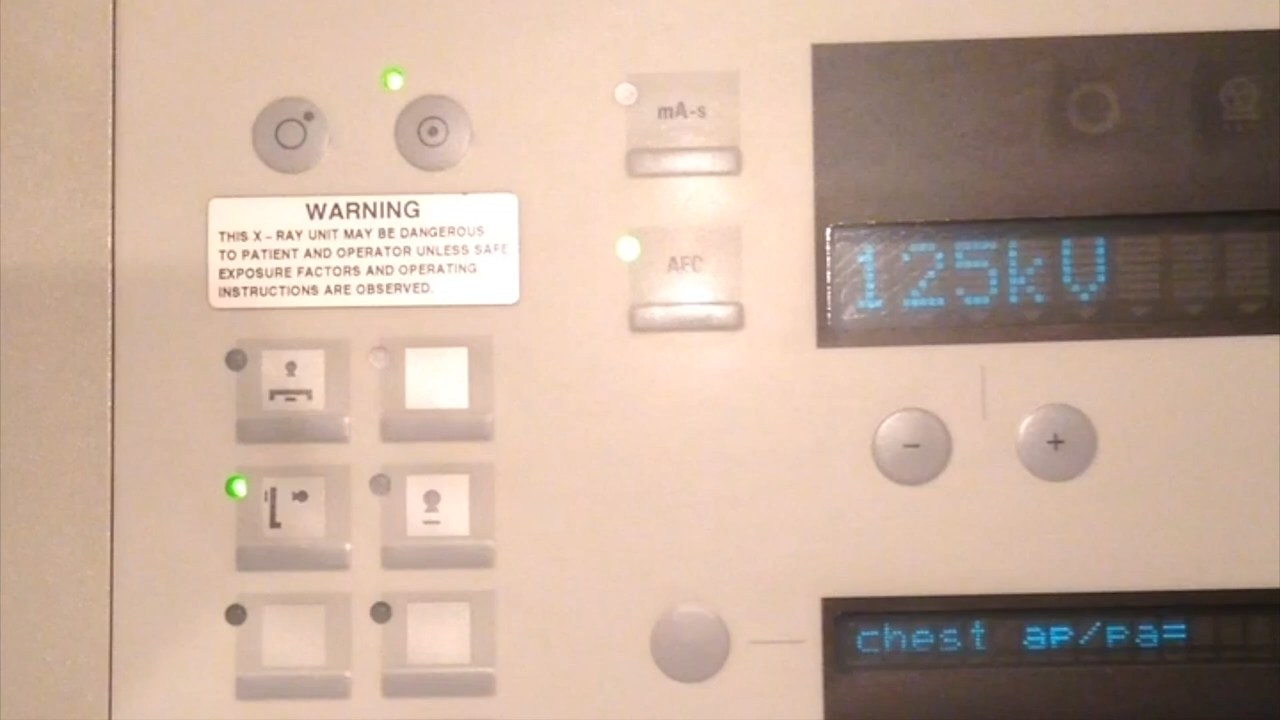 mA-s
WARNING
THIS X – RAY UNIT MAY BE DANGEROUS
TO PATIENT AND OPERATOR UNLESS SAFE
EXPOSURE FACTORS AND OPERATING
INSTRUCTIONS ARE OBSERVED.
AEC
125kV
- +
chest ap/pa=